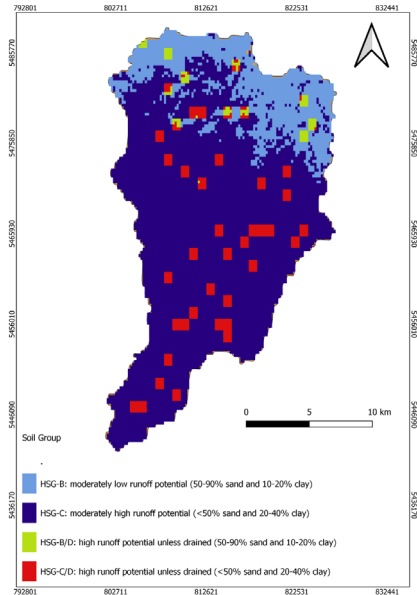 792801 802711 812621 822531 832441
5485770 5485770
5475850 5475850
5465930 5465930
5456010 5456010
5446090 5446090
5436170 5436170
0 5 10 km
Soil Group
HSG-B: moderately low runoff potential (50-90% sand and 10-20% clay)
HSG-C: moderately high runoff potential (<50% sand and 20-40% clay)
HSG-B/D: high runoff potential unless drained (50-90% sand and 10-20% clay)
HSG-C/D: high runoff potential unless drained (<50% sand and 20-40% clay)
792801 802711 812621 822531 832441